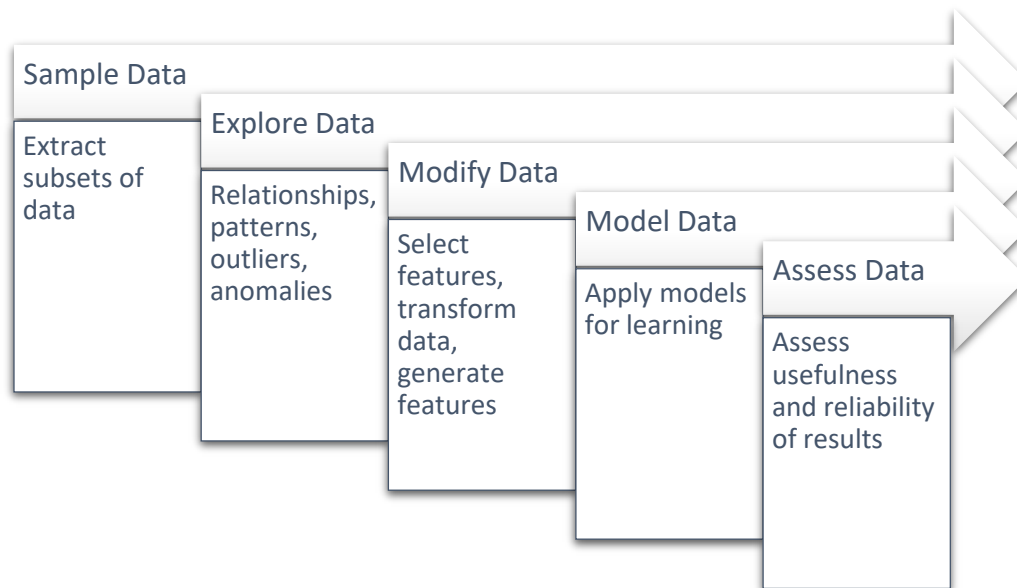 Sample Data
Extract
subsets of
data
Explore Data
Relationships,
patterns,
outliers,
anomalies
Modify Data
Select
features,
transform
data,
generate
features
Model Data
Apply models
for learning
Assess Data
Assess
usefulness
and reliability
of results